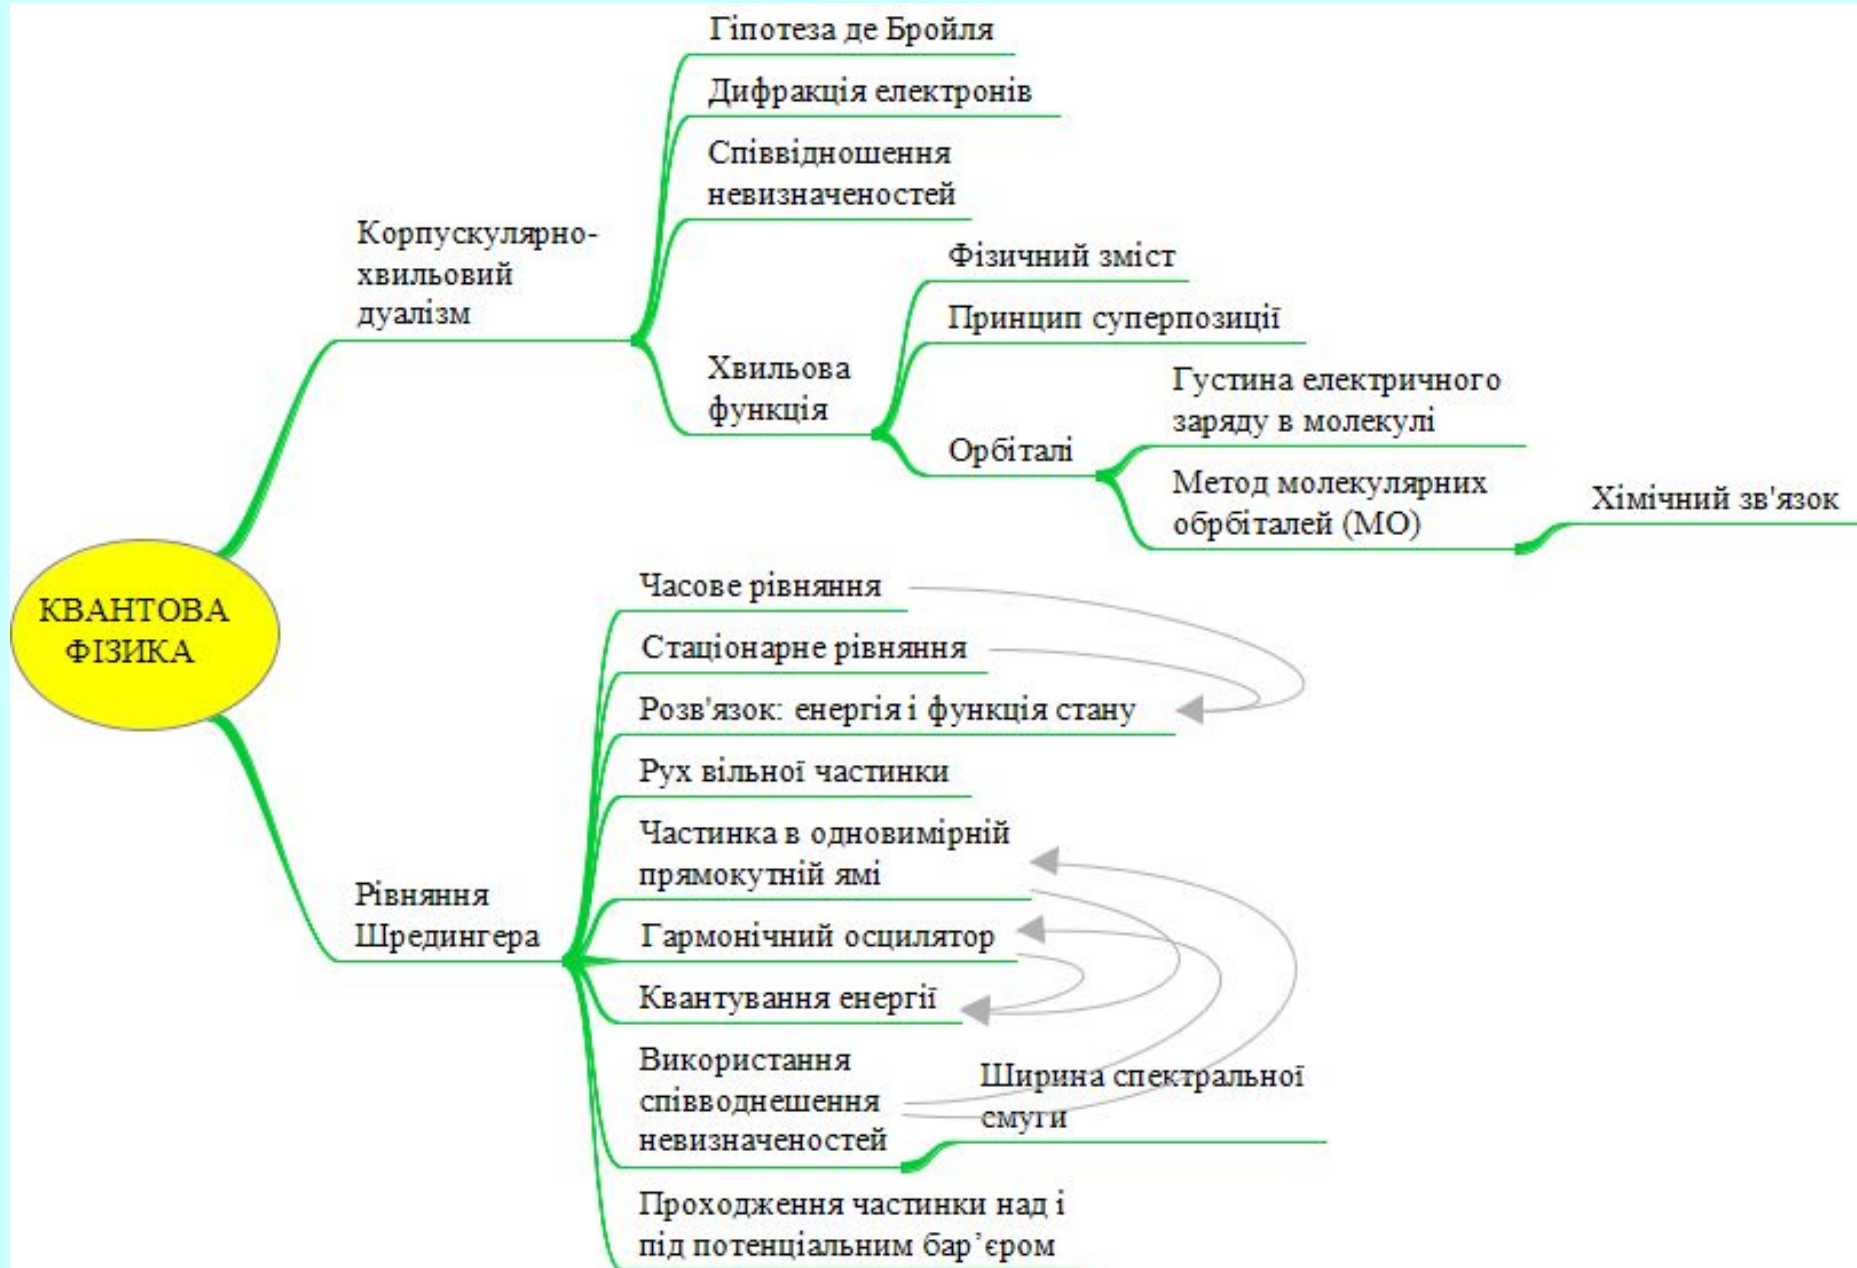 Гіпотеза де Бройля
Дифракція електронів
Співвідношення
невизначеностей
Корпускулярно-
хвильовий
дуалізм
Фізичний зміст
Принцип суперпозиції
Хвильова
функція
Густина електричного
заряду в молекулі
Орбіталі
Метод молекулярних
обрбіталей (МО)
Хімічний зв'язок
КВАНТОВА
ФІЗИКА
Часове рівняння
Стаціонарне рівняння
Розв'язок: енергія і функція стану
Рух вільної частинки
Частинка в одновимірній
прямокутній ямі
Рівняння
Шредингера
Гармонічний осцилятор
Квантування енергії
Використання
співводнешення
невизначеностей
Ширина спектральної
смуги
Проходження частинки над і
під потенціальним бар’єром